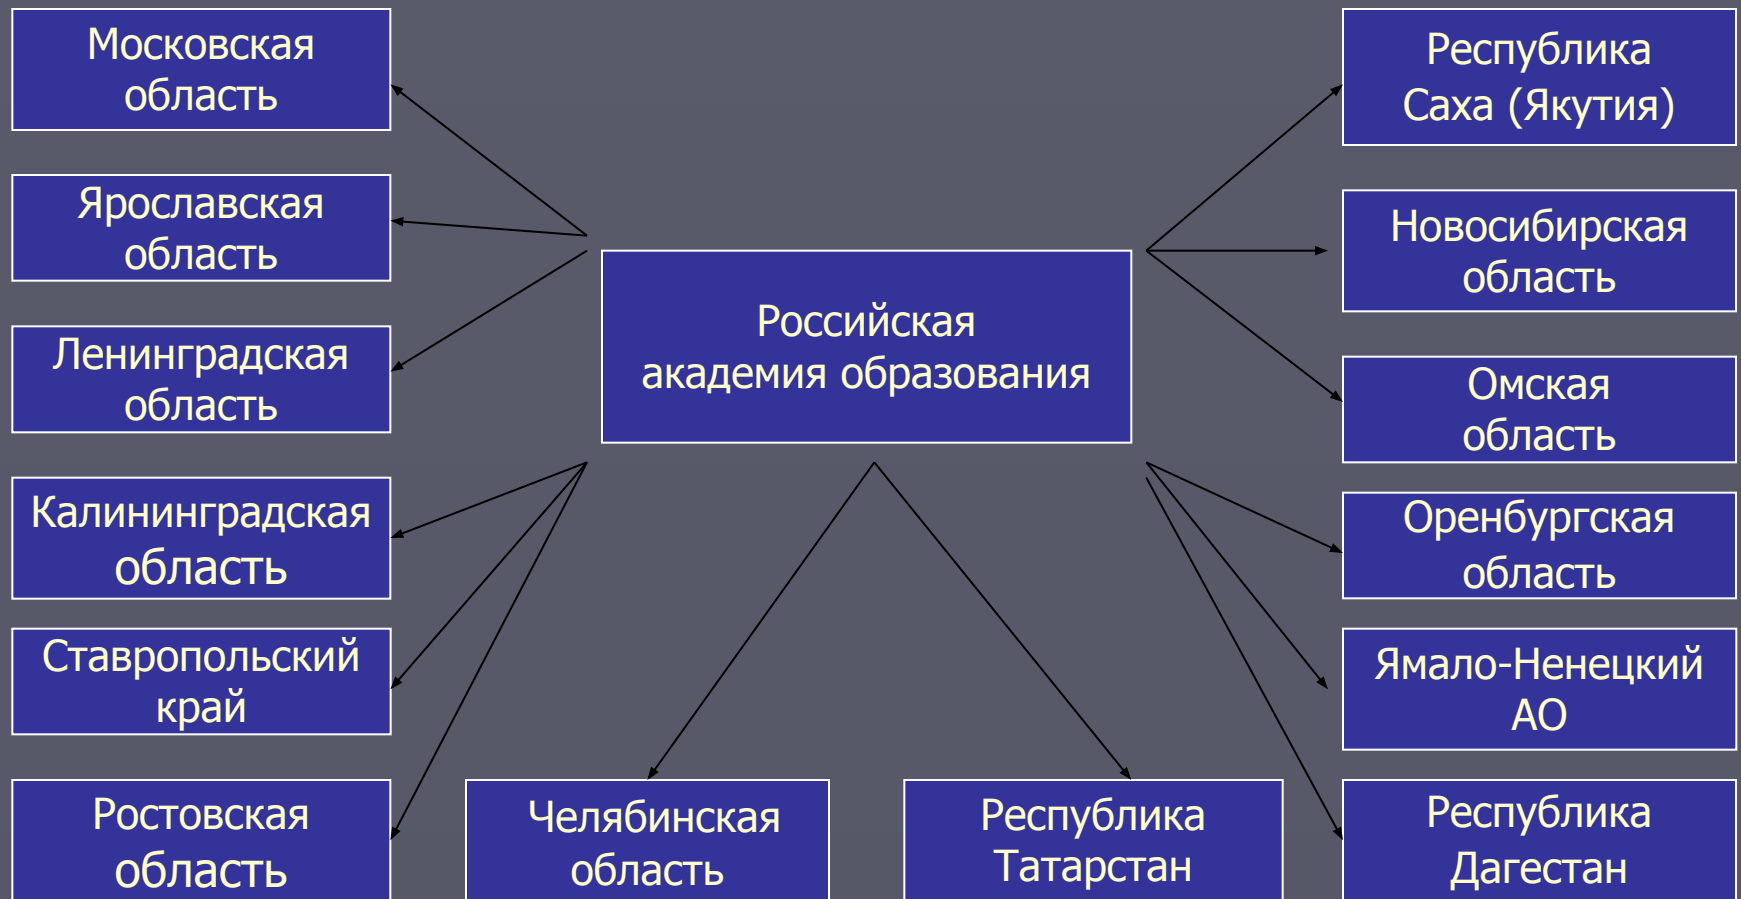 Московская
область
Ярославская
область
Ленинградская
область
Калининградская
область
Ставропольский
край
Ростовская
область
Российская
академия образования
Челябинская
область
Республика
Татарстан
Республика
Саха (Якутия)
Новосибирская
область
Омская
область
Оренбургская
область
Ямало-Ненецкий
АО
Республика
Дагестан